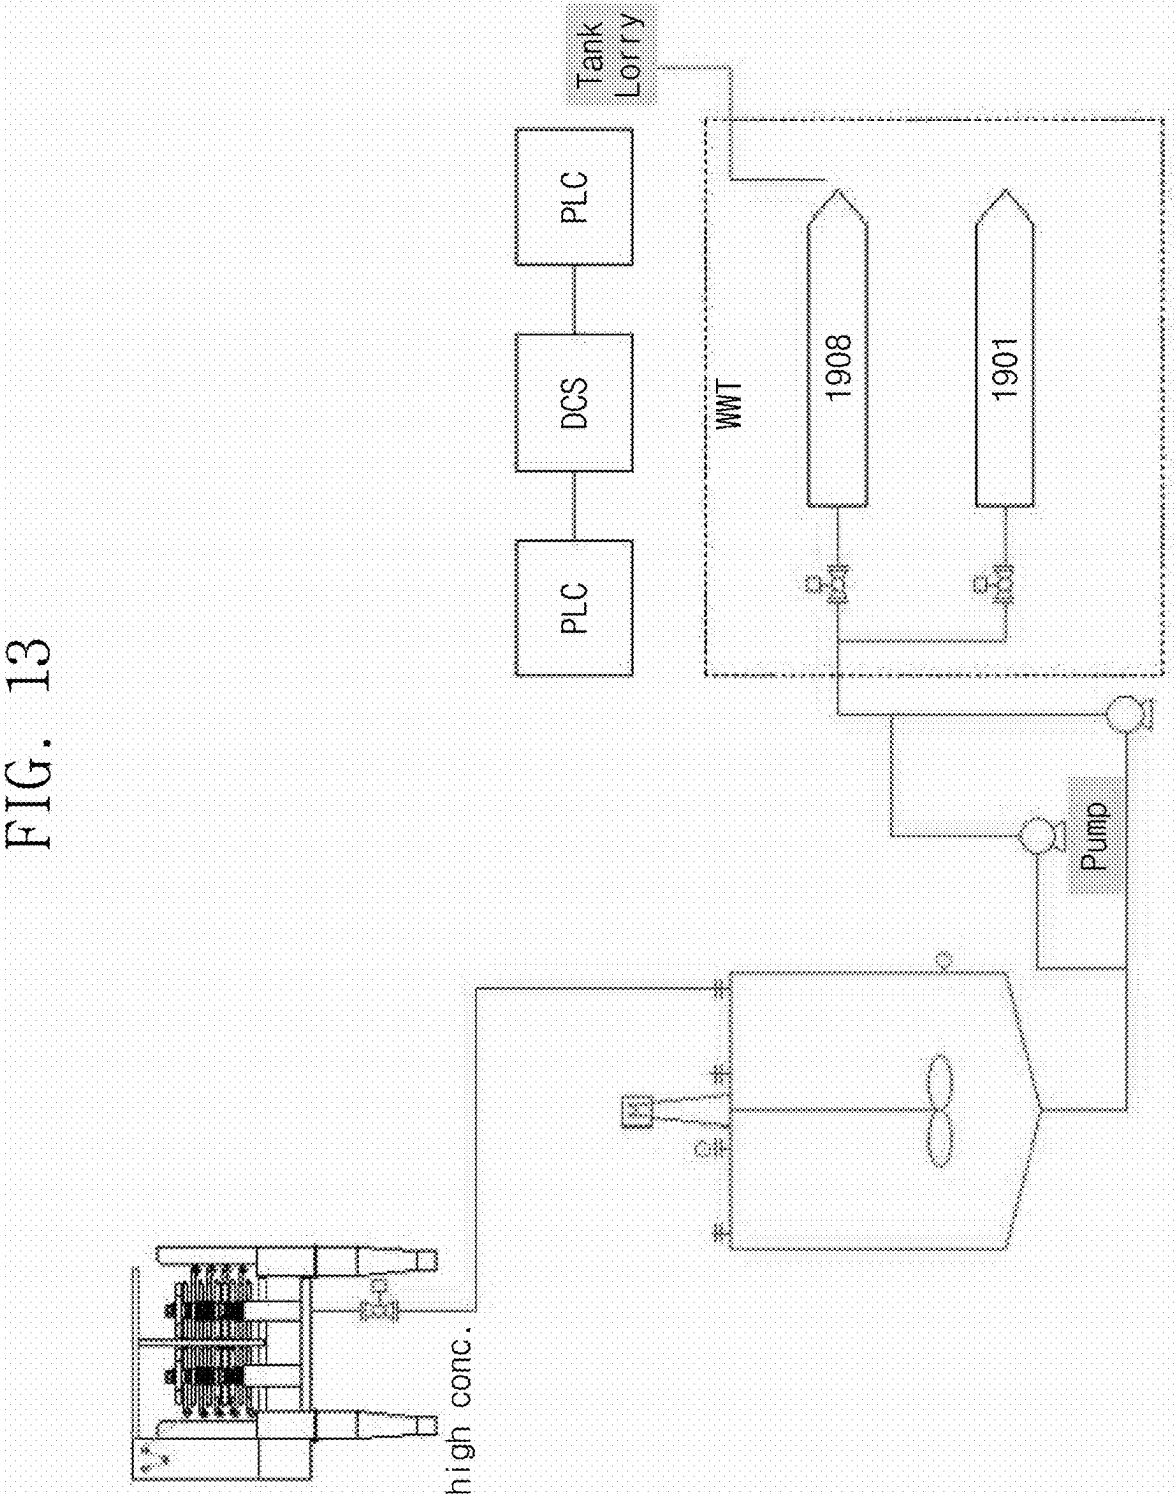 FIG. 13
high conc.
PLC
DCS
PLC
Tank
Lorry
M
WWT
1908
1901
Pump